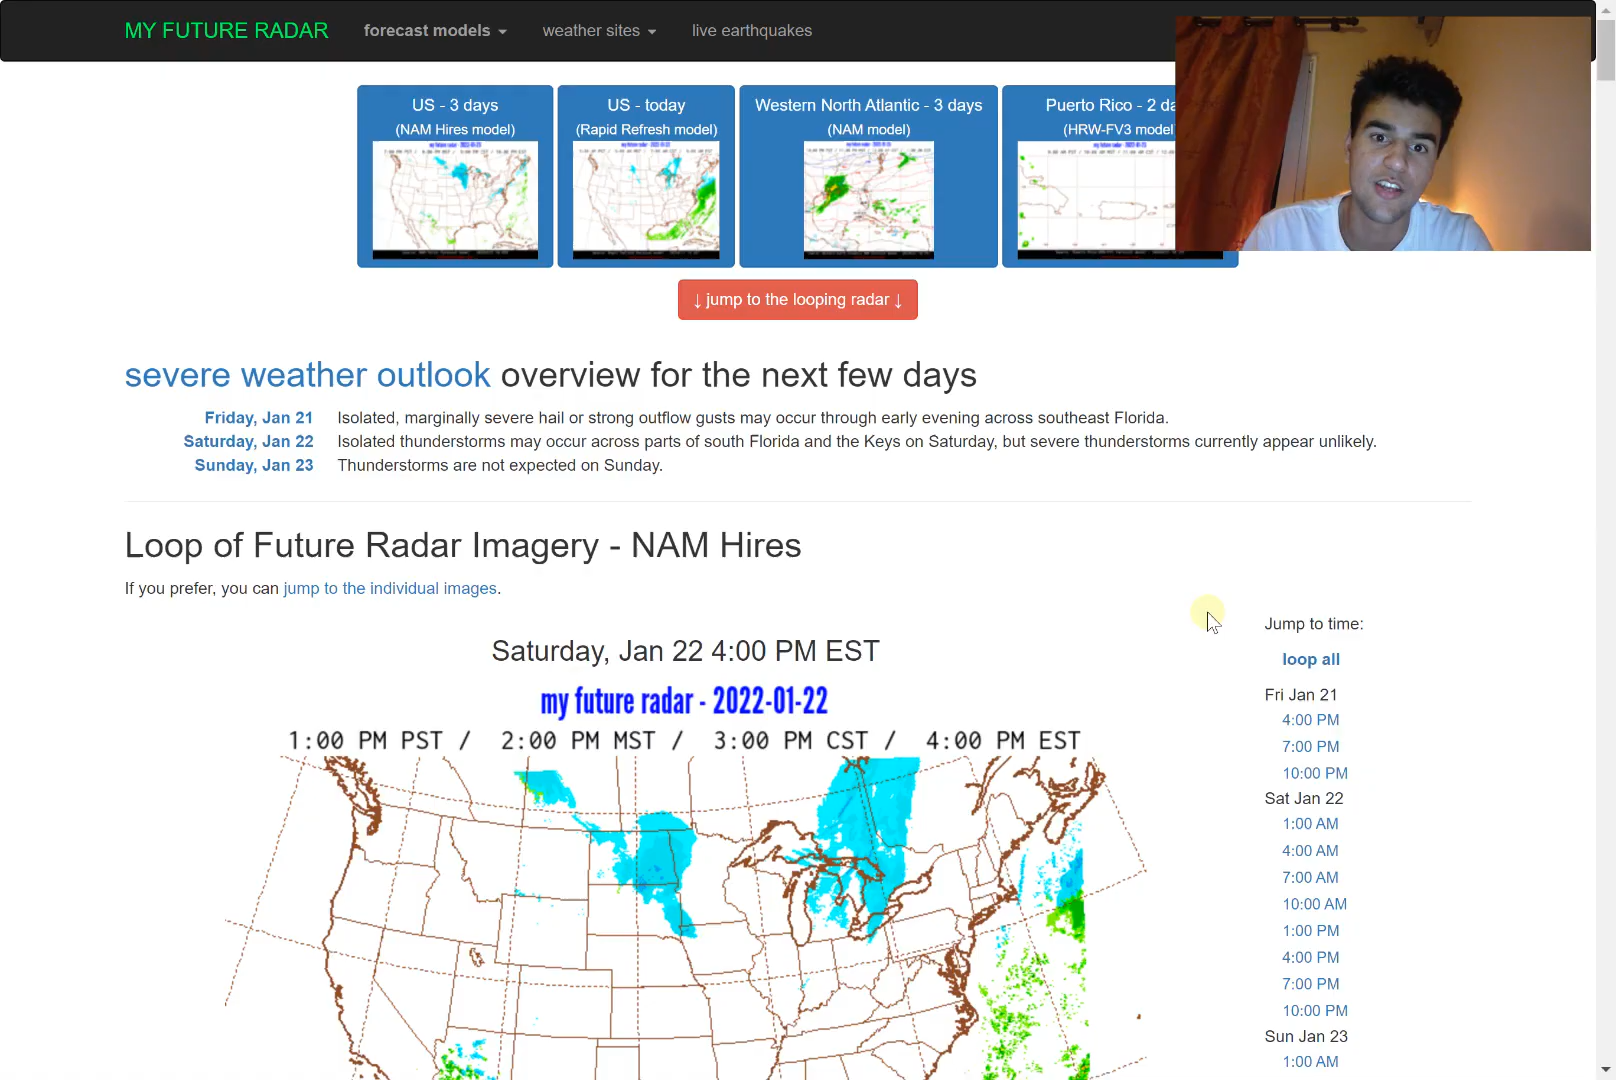 MY FUTURE RADAR forecast models weather sites live earthquakes
US - 3 days
(NAM Hires model)
US - today
(Rapid Refresh model)
Western North Atlantic - 3 days
(NAM model)
Puerto Rico - 2 da
(HRW-FV3 model
↓ jump to the looping radar ↓
severe weather outlook overview for the next few days
Friday, Jan 21 Isolated, marginally severe hail or strong outflow gusts may occur through early evening across southeast Florida.
Saturday, Jan 22 Isolated thunderstorms may occur across parts of south Florida and the Keys on Saturday, but severe thunderstorms currently appear unlikely.
Sunday, Jan 23 Thunderstorms are not expected on Sunday.
Loop of Future Radar Imagery - NAM Hires
If you prefer, you can jump to the individual images.
Saturday, Jan 22 4:00 PM EST
my future radar - 2022-01-22
1:00 PM PST / 2:00 PM MST / 3:00 PM CST / 4:00 PM EST
Jump to time:
loop all
Fri Jan 21
4:00 PM
7:00 PM
10:00 PM
Sat Jan 22
1:00 AM
4:00 AM
7:00 AM
10:00 AM
1:00 PM
4:00 PM
7:00 PM
10:00 PM
Sun Jan 23
1:00 AM